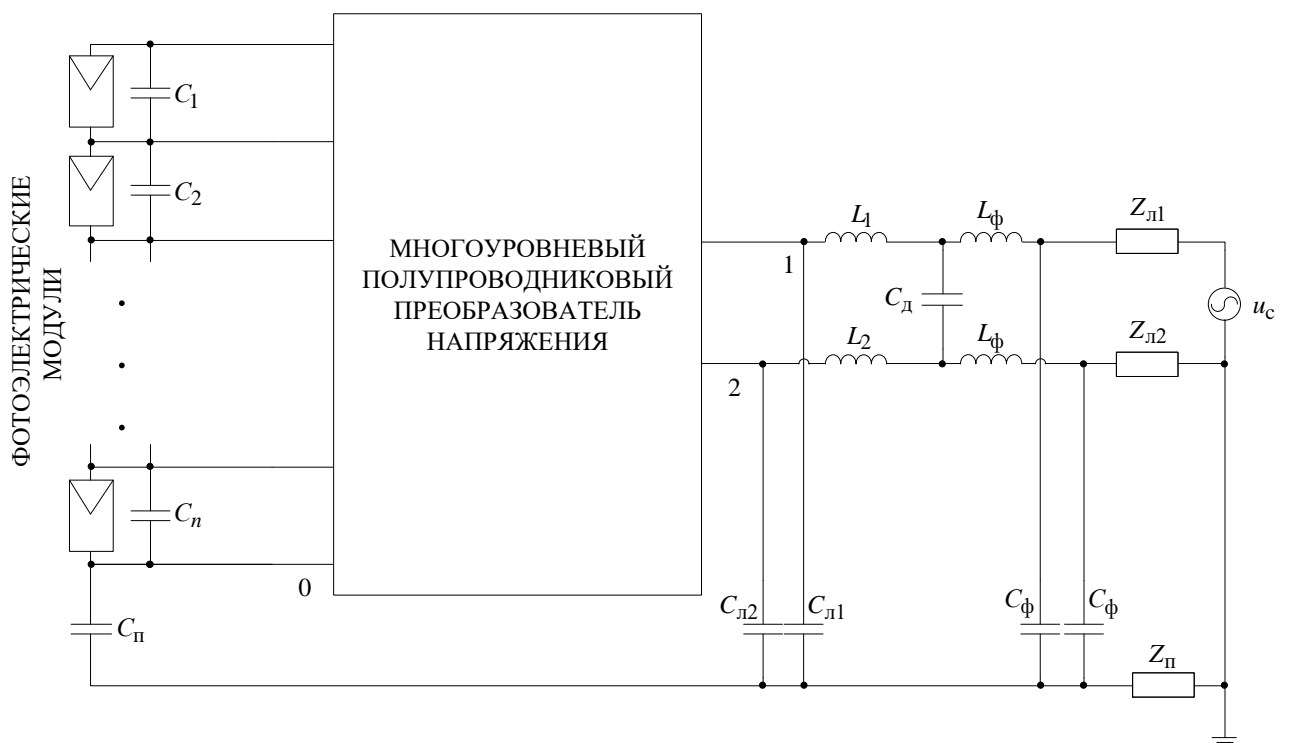 ФОТОЭЛЕКТРИЧЕСКИЕ
МОДУЛИ
C1
C2
Cn
Cп
0
МНОГОУРОВНЕВЫЙ
ПОЛУПРОВОДНИКОВЫЙ
ПРЕОБРАЗОВАТЕЛЬ
НАПРЯЖЕНИЯ
1
2
L1
Lф
Zл1
Cд
uс
L2
Lф
Zл2
Cл2
Cл1
Cф
Cф
Zп